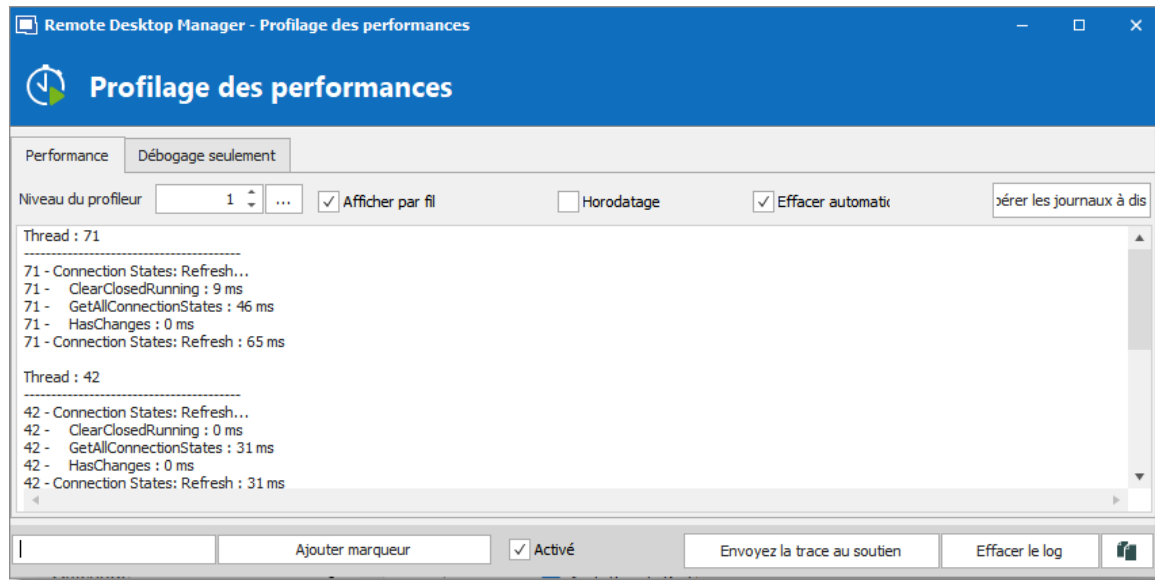 Remote Desktop Manager - Profilage des performances
Profilage des performances
Performance Débogage seulement
Niveau du profileur 1 ... Afficher par fil Horodatage Effacer automatic pérer les journaux à dis
Thread : 71
----------------------------------------
71 - Connection States: Refresh...
71 - ClearClosedRunning : 9 ms
71 - GetAllConnectionStates : 46 ms
71 - HasChanges : 0 ms
71 - Connection States: Refresh : 65 ms
Thread : 42
----------------------------------------
42 - Connection States: Refresh...
42 - ClearClosedRunning : 0 ms
42 - GetAllConnectionStates : 31 ms
42 - HasChanges : 0 ms
42 - Connection States: Refresh : 31 ms
Ajouter marqueur Activé Envoyez la trace au soutien Effacer le log